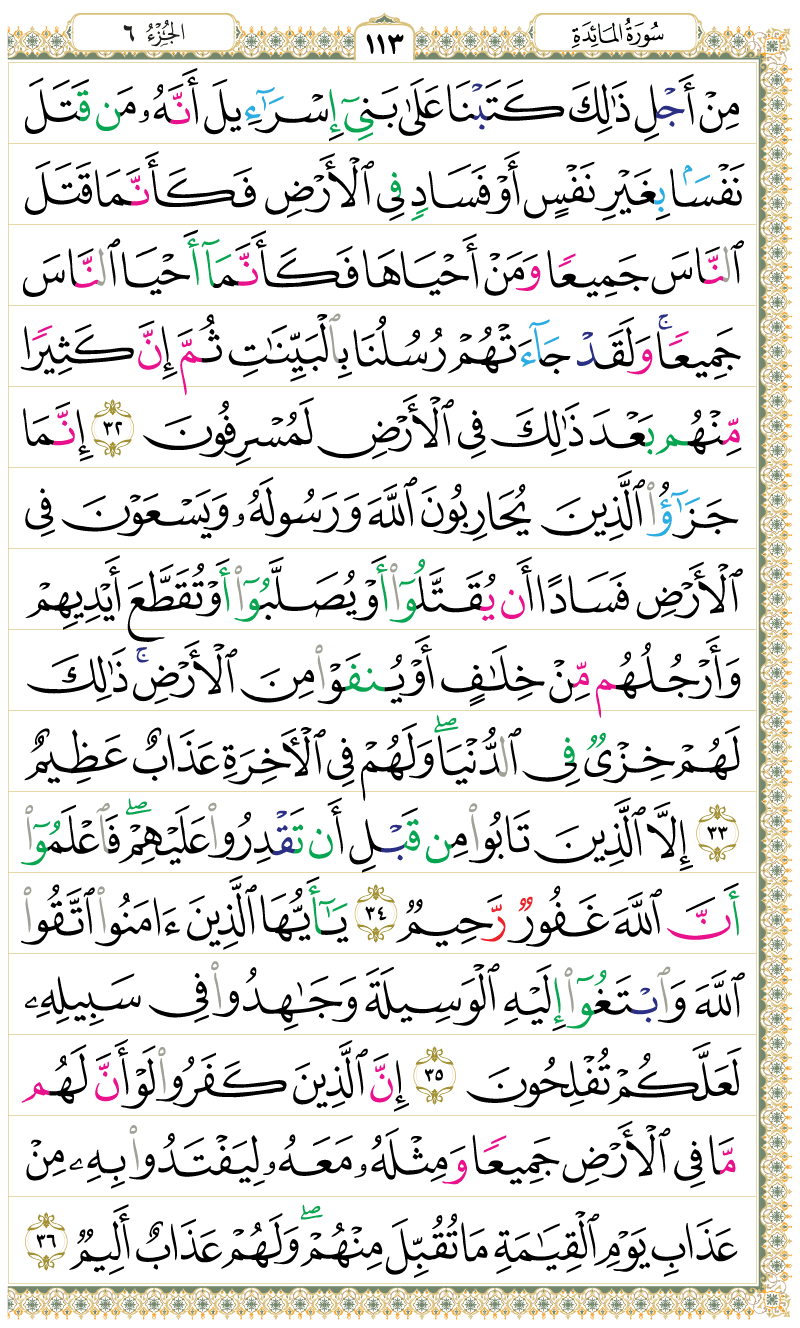 سُورَةُ المَائِدَةِ
١١٣
الجُزْءُ ٦
مِنْ أَجْلِ ذَٰلِكَ كَتَبْنَا عَلَىٰ بَنِيٓ إِسْرَٰٓءِيلَ أَنَّهُۥ مَن قَتَلَ
نَفْسَۢا بِغَيْرِ نَفْسٍ أَوْ فَسَادٖ فِي ٱلْأَرْضِ فَكَأَنَّمَا قَتَلَ
ٱلنَّاسَ جَمِيعٗا وَمَنْ أَحْيَاهَا فَكَأَنَّمَآ أَحْيَا ٱلنَّاسَ
جَمِيعٗاۚ وَلَقَدْ جَآءَتْهُمْ رُسُلُنَا بِٱلْبَيِّنَٰتِ ثُمَّ إِنَّ كَثِيرٗا
مِّنْهُم بَعْدَ ذَٰلِكَ فِي ٱلْأَرْضِ لَمُسْرِفُونَ ٣٢ إِنَّمَا
جَزَٰٓؤُاْ ٱلَّذِينَ يُحَارِبُونَ ٱللَّهَ وَرَسُولَهُۥ وَيَسْعَوْنَ فِي
ٱلْأَرْضِ فَسَادًا أَن يُقَتَّلُوٓاْ أَوْ يُصَلَّبُوٓاْ أَوْ تُقَطَّعَ أَيْدِيهِمْ
وَأَرْجُلُهُم مِّنْ خِلَٰفٍ أَوْ يُنفَوْاْ مِنَ ٱلْأَرْضِۚ ذَٰلِكَ
لَهُمْ خِزْيٞ فِي ٱلدُّنْيَاۖ وَلَهُمْ فِي ٱلْأٓخِرَةِ عَذَابٌ عَظِيمٌ
٣٣ إِلَّا ٱلَّذِينَ تَابُواْ مِن قَبْلِ أَن تَقْدِرُواْ عَلَيْهِمْۖ فَٱعْلَمُوٓاْ
أَنَّ ٱللَّهَ غَفُورٞ رَّحِيمٞ ٣٤ يَٰٓأَيُّهَا ٱلَّذِينَ ءَامَنُواْ ٱتَّقُواْ
ٱللَّهَ وَٱبْتَغُوٓاْ إِلَيْهِ ٱلْوَسِيلَةَ وَجَٰهِدُواْ فِي سَبِيلِهِۦ
لَعَلَّكُمْ تُفْلِحُونَ ٣٥ إِنَّ ٱلَّذِينَ كَفَرُواْ لَوْ أَنَّ لَهُم
مَّا فِي ٱلْأَرْضِ جَمِيعٗا وَمِثْلَهُۥ مَعَهُۥ لِيَفْتَدُواْ بِهِۦ مِنْ
عَذَابِ يَوْمِ ٱلْقِيَٰمَةِ مَا تُقُبِّلَ مِنْهُمْۖ وَلَهُمْ عَذَابٌ أَلِيمٞ ٣٦